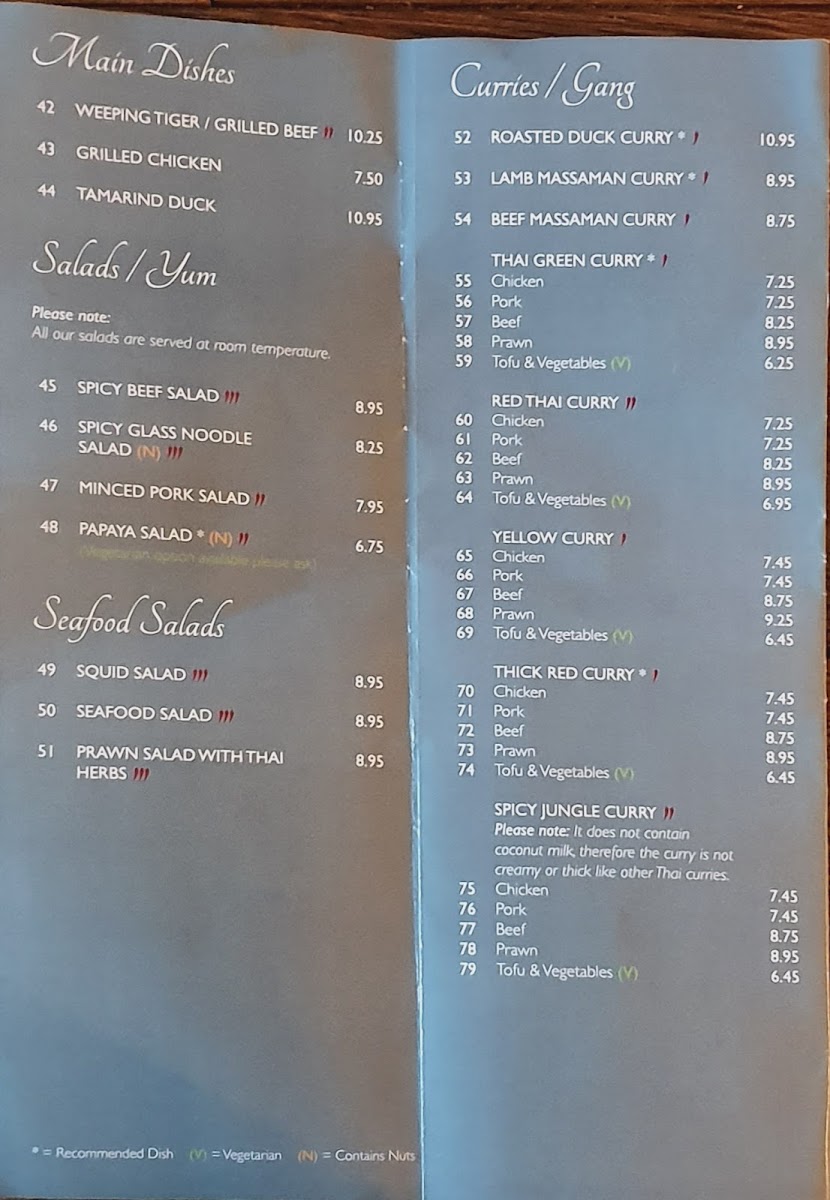 Main Dishes
42 WEEPING TIGER / GRILLED BEEF 10.25
43 GRILLED CHICKEN 7.50
44 TAMARIND DUCK 10.95
Salads / Yum
Please note:
All our salads are served at room temperature.
45 SPICY BEEF SALAD 8.95
46 SPICY GLASS NOODLE
SALAD (N) 8.25
47 MINCED PORK SALAD 7.95
48 PAPAYA SALAD * (N) 6.75
(Vegetarian option available please ask)
Seafood Salads
49 SQUID SALAD 8.95
50 SEAFOOD SALAD 8.95
51 PRAWN SALAD WITH THAI 8.95
HERBS
* = Recommended Dish (V) = Vegetarian (N) = Contains Nuts
Curries / Gang
52 ROASTED DUCK CURRY * 10.95
53 LAMB MASSAMAN CURRY * 8.95
54 BEEF MASSAMAN CURRY 8.75
THAI GREEN CURRY *
55 Chicken 7.25
56 Pork 7.25
57 Beef 8.25
58 Prawn 8.95
59 Tofu & Vegetables (V) 6.25
RED THAI CURRY
60 Chicken 7.25
61 Pork 7.25
62 Beef 8.25
63 Prawn 8.95
64 Tofu & Vegetables (V) 6.95
YELLOW CURRY
65 Chicken 7.45
66 Pork 7.45
67 Beef 8.75
68 Prawn 9.25
69 Tofu & Vegetables (V) 6.45
THICK RED CURRY *
70 Chicken 7.45
71 Pork 7.45
72 Beef 8.75
73 Prawn 8.95
74 Tofu & Vegetables (V) 6.45
SPICY JUNGLE CURRY
Please note: It does not contain
coconut milk, therefore the curry is not
creamy or thick like other Thai curries.
75 Chicken 7.45
76 Pork 7.45
77 Beef 8.75
78 Prawn 8.95
79 Tofu & Vegetables (V) 6.45